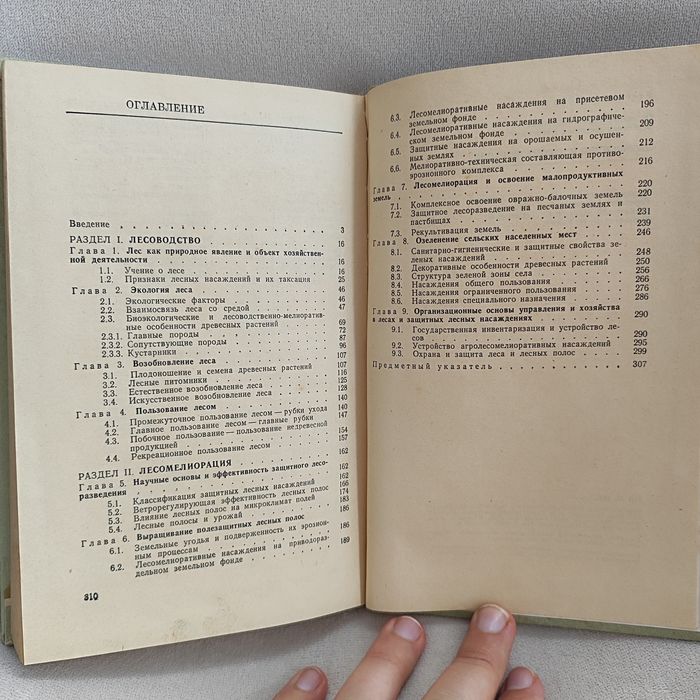 ОГЛАВЛЕНИЕ
Введение 3
РАЗДЕЛ I. ЛЕСОВОДСТВО 16
Глава 1. Лес как природное явление и объект хозяйствен-
ной деятельности 16
1.1. Учение о лесе 16
1.2. Признаки лесных насаждений и их таксация 25
Глава 2. Экология леса 46
2.1. Экологические факторы 46
2.2. Взаимосвязь леса со средой 47
2.3. Биоэкологические и лесоводственно-мелиоратив-
ные особенности древесных растений 69
2.3.1. Главные породы 72
2.3.2. Сопутствующие породы 87
2.3.3. Кустарники 96
Глава 3. Возобновление леса 107
3.1. Плодоношение и семена древесных растений 107
3.2. Лесные питомники 116
3.3. Естественное возобновление леса 125
3.4. Искусственное возобновление леса 128
Глава 4. Пользование лесом 140
4.1. Промежуточное пользование лесом — рубки ухода 140
4.2. Главное пользование лесом — главные рубки 147
4.3. Побочное пользование — пользование недревесной
продукцией 154
4.4. Рекреационное пользование лесом 157
РАЗДЕЛ II. ЛЕСОМЕЛИОРАЦИЯ 162
Глава 5. Научные основы и эффективность защитного лесо-
разведения 162
5.1. Классификация защитных лесных насаждений 162
5.2. Ветрорегулирующая эффективность лесных полос 166
5.3. Влияние лесных полос на микроклимат полей 174
5.4. Лесные полосы и урожай 183
Глава 6. Выращивание полезащитных лесных полос 186
6.1. Земельные угодья и подверженность их эрозион-
ным процессам 186
6.2. Лесомелиоративные насаждения на приводораз-
дельном земельном фонде 189
310
6.3. Лесомелиоративные насаждения на присетевом
земельном фонде 196
6.4. Лесомелиоративные насаждения на гидрографиче-
ском земельном фонде 209
6.5. Защитные насаждения на орошаемых и осушен-
ных землях 212
6.6. Мелиоративно-техническая составляющая противо-
эрозионного комплекса 216
Глава 7. Лесомелиорация и освоение малопродуктивных
земель 220
7.1. Комплексное освоение овражно-балочных земель 220
7.2. Защитное лесоразведение на песчаных землях и
пастбищах 231
7.3. Рекультивация земель 239
Глава 8. Озеленение сельских населенных мест 246
8.1. Санитарно-гигиенические и защитные свойства зе-
леных насаждений 248
8.2. Декоративные особенности древесных растений 250
8.3. Структура зеленой зоны села 256
8.4. Насаждения общего пользования 266
8.5. Насаждения ограниченного пользования 276
8.6. Насаждения специального назначения 286
Глава 9. Организационные основы управления и хозяйства
в лесах и защитных лесных насаждениях 290
9.1. Государственная инвентаризация и устройство ле-
сов 290
9.2. Устройство агролесомелиоративных насаждений 295
9.3. Охрана и защита леса и лесных полос 299
Предметный указатель 307